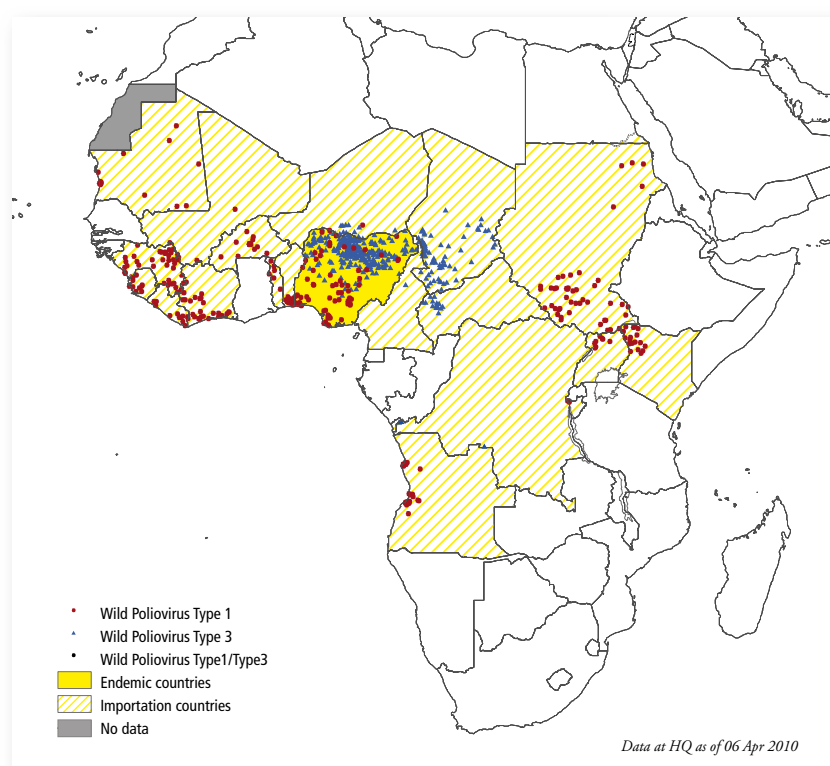 Wild Poliovirus Type 1
Wild Poliovirus Type 3
Wild Poliovirus Type1/Type3
Endemic countries
Importation countries
No data
Data at HQ as of 06 Apr 2010